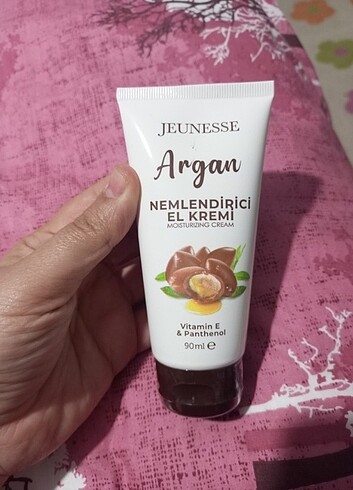 JEUNESSE
Argan
NEMLENDİRİCİ
EL KREMİ
MOISTURIZING CREAM
Vitamin E
& Panthenol
90ml ℮